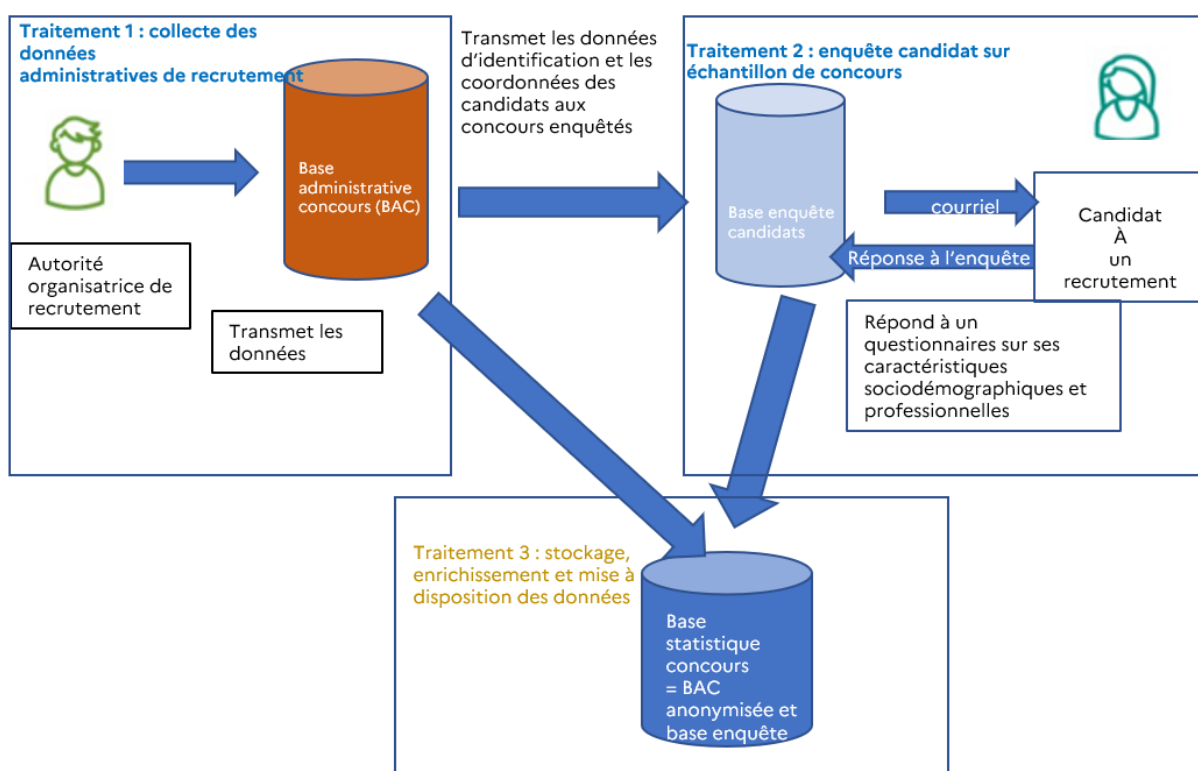 Traitement 1 : collecte des
données
administratives de recrutement
Base
administrative
concours (BAC)
Autorité
organisatrice de
recrutement
Transmet les
données
Transmet les données
d'identification et les
coordonnées des
candidats aux
concours enquêtés
Traitement 2 : enquête candidat sur
échantillon de concours
Base enquête
candidats
courriel
Réponse à l'enquête
Candidat
À
un
recrutement
Répond à un
questionnaires sur ses
caractéristiques
sociodémographiques et
professionnelles
Traitement 3 : stockage,
enrichissement et mise à
disposition des données
Base
statistique
concours
= BAC
anonymisée et
base enquête